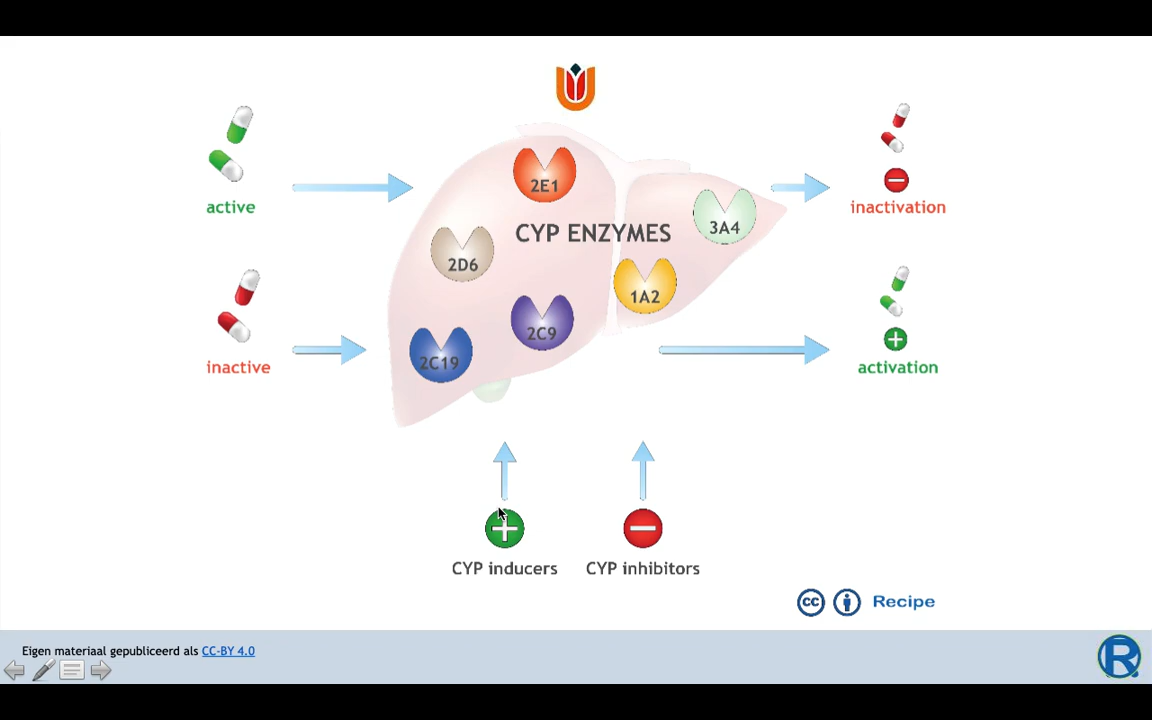 2E1
CYP ENZYMES
3A4
2D6
1A2
2C9
2C19
active
inactivation
inactive
activation
CYP inducers
CYP inhibitors
cc
Recipe
Eigen materiaal gepubliceerd als CC-BY 4.0
R